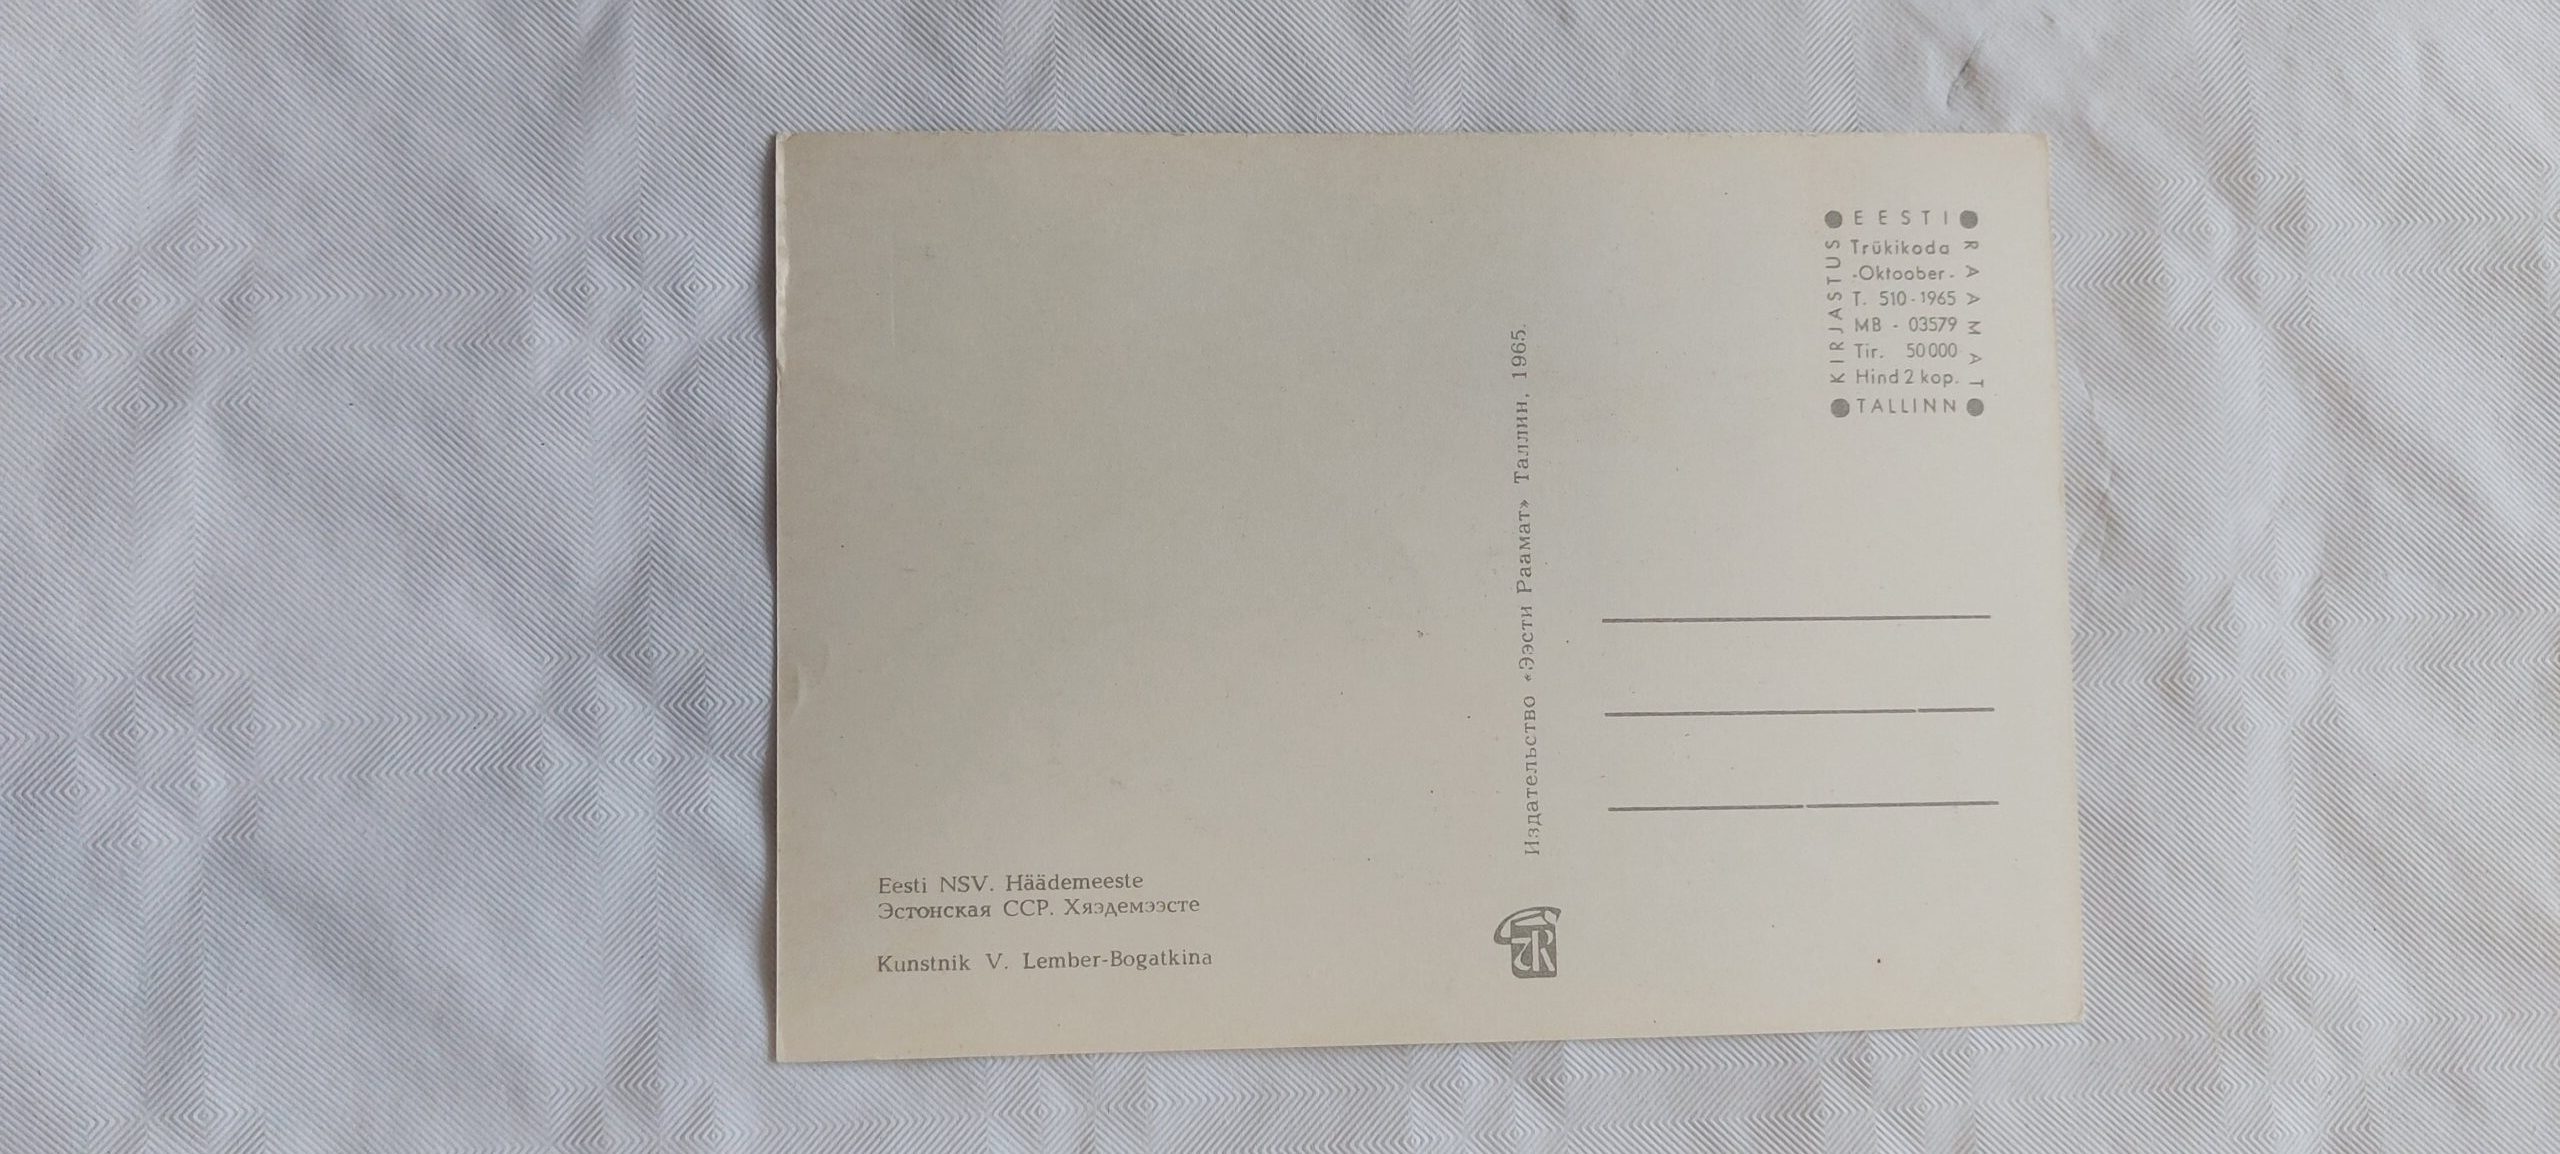 Eesti NSV. Häädemeeste
Эстонская ССР. Хяэдемээсте
Kunstnik V. Lember-Bogatkina
Издательство «Ээсти Раамат» Таллин, 1965.
ER
EESTI
KIRJASTUS
RAAMAT
Trükikoda
-Oktoober-
T. 510-1965
MB - 03579
Tir. 50000
Hind 2 kop.
TALLINN